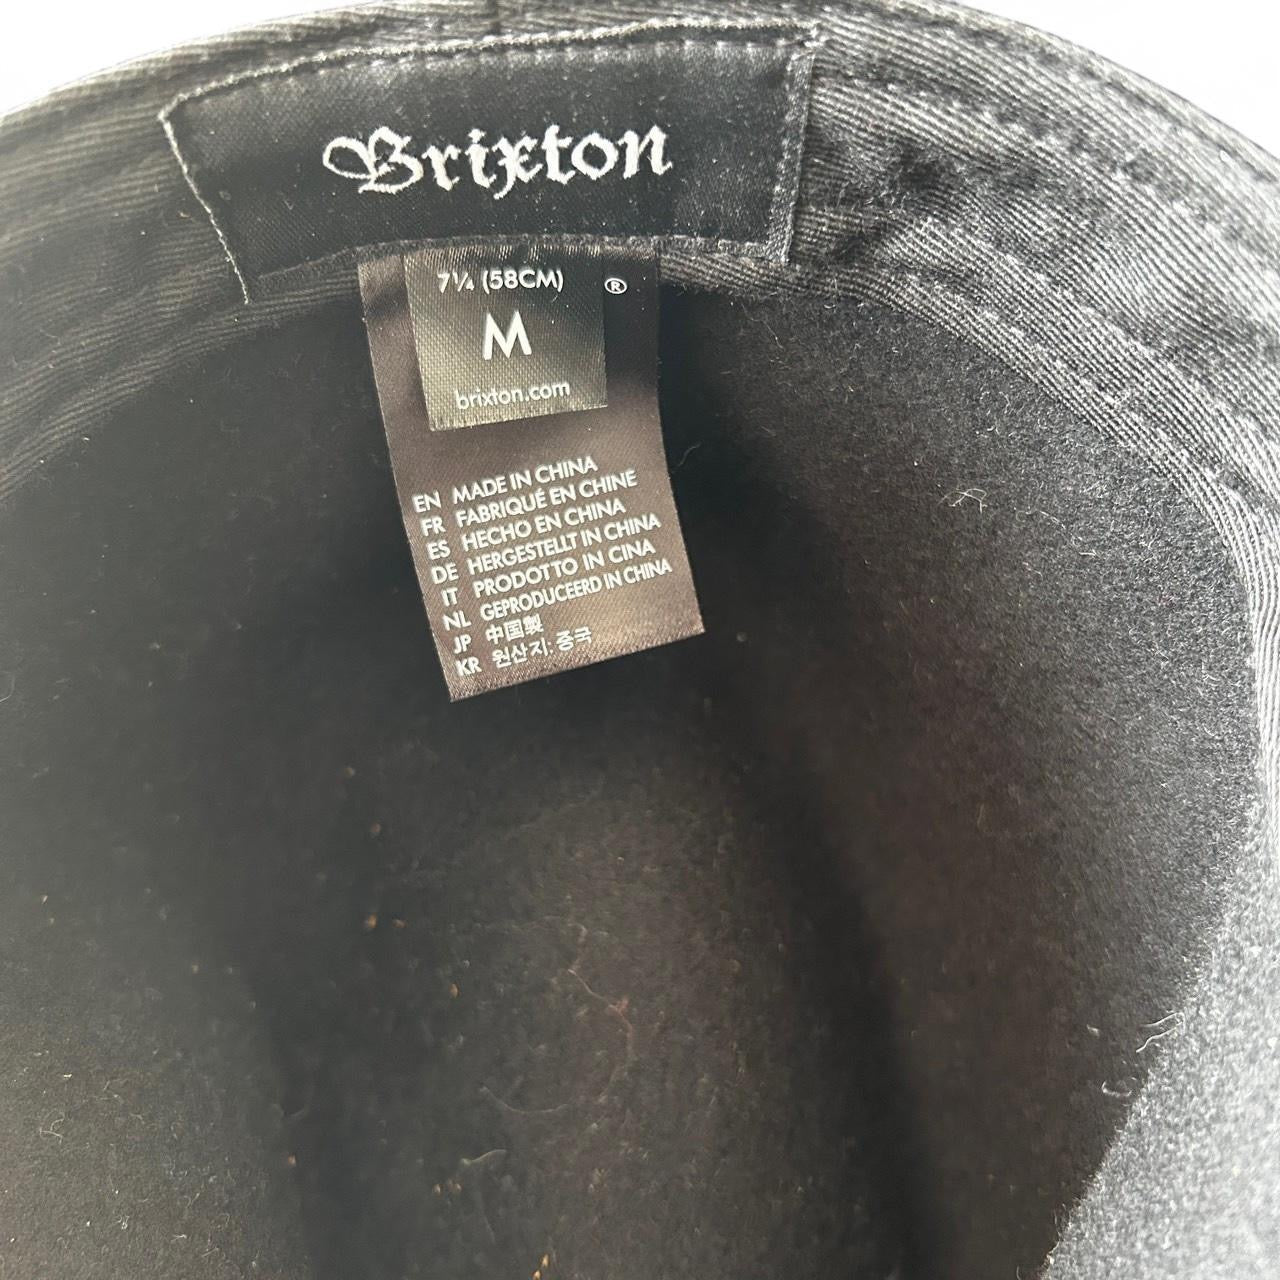 Brixton
7 1/4 (58CM) ®
M
brixton.com
EN MADE IN CHINA
FR FABRIQUÉ EN CHINE
ES HECHO EN CHINA
DE HERGESTELLT IN CHINA
IT PRODOTTO IN CINA
NL GEPRODUCEERD IN CHINA
JP 中国製
KR 원산지: 중국